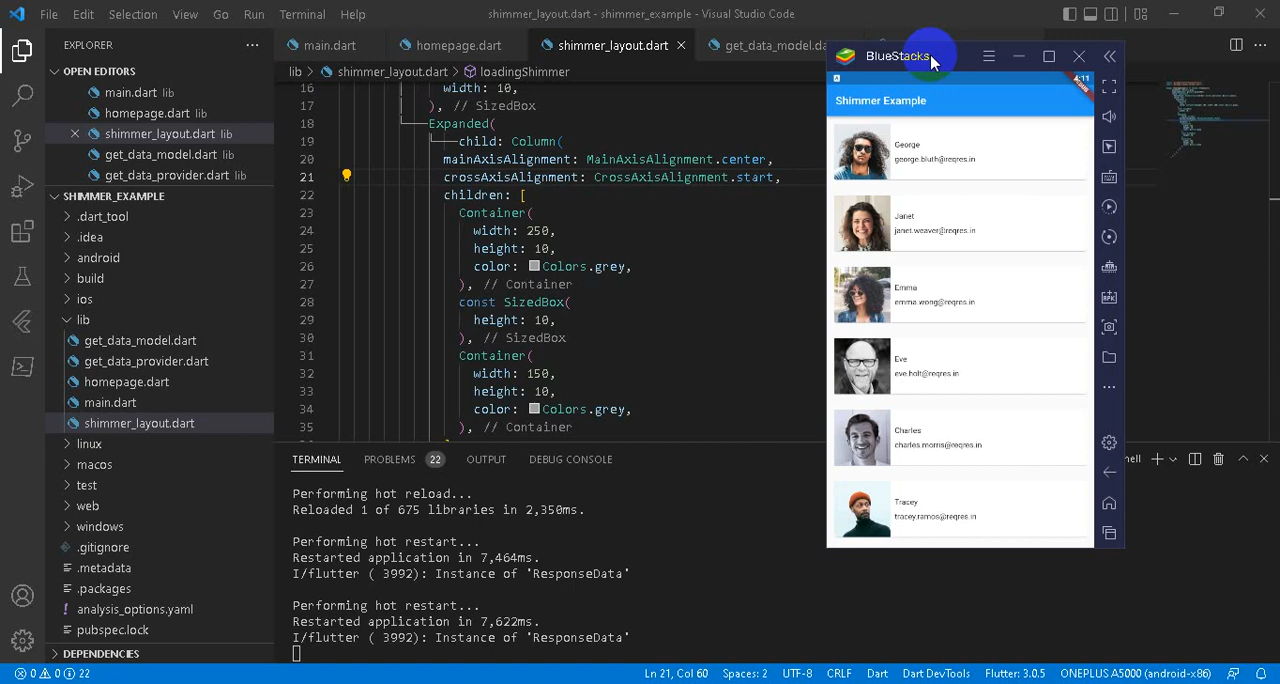 File Edit Selection View Go Run Terminal Help
shimmer_layout.dart - shimmer_example - Visual Studio Code
EXPLORER
OPEN EDITORS
main.dart lib
homepage.dart lib
shimmer_layout.dart lib
get_data_model.dart lib
get_data_provider.dart lib
SHIMMER_EXAMPLE
.dart_tool
.idea
android
build
ios
lib
get_data_model.dart
get_data_provider.dart
homepage.dart
main.dart
shimmer_layout.dart
linux
macos
test
web
windows
.gitignore
.metadata
.packages
analysis_options.yaml
pubspec.lock
DEPENDENCIES
main.dart homepage.dart shimmer_layout.dart get_data_model.da
lib > shimmer_layout.dart > loadingShimmer
16 width: 10,
17 ), // SizedBox
18 Expanded(
19 child: Column(
20 mainAxisAlignment: MainAxisAlignment.center,
21 crossAxisAlignment: CrossAxisAlignment.start,
22 children: [
23 Container(
24 width: 250,
25 height: 10,
26 color: Colors.grey,
27 ), // Container
28 const SizedBox(
29 height: 10,
30 ), // SizedBox
31 Container(
32 width: 150,
33 height: 10,
34 color: Colors.grey,
35 ), // Container
TERMINAL PROBLEMS 22 OUTPUT DEBUG CONSOLE
ell
Performing hot reload...
Reloaded 1 of 675 libraries in 2,350ms.
Performing hot restart...
Restarted application in 7,464ms.
I/flutter ( 3992): Instance of 'ResponseData'
Performing hot restart...
Restarted application in 7,622ms.
I/flutter ( 3992): Instance of 'ResponseData'
BlueStacks
4:11
Shimmer Example
George
george.bluth@reqres.in
Janet
janet.weaver@reqres.in
Emma
emma.wong@reqres.in
Eve
eve.holt@reqres.in
Charles
charles.morris@reqres.in
Tracey
tracey.ramos@reqres.in
0 0 22
Ln 21, Col 60 Spaces: 2 UTF-8 CRLF Dart Dart DevTools Flutter: 3.0.5 ONEPLUS A5000 (android-x86)